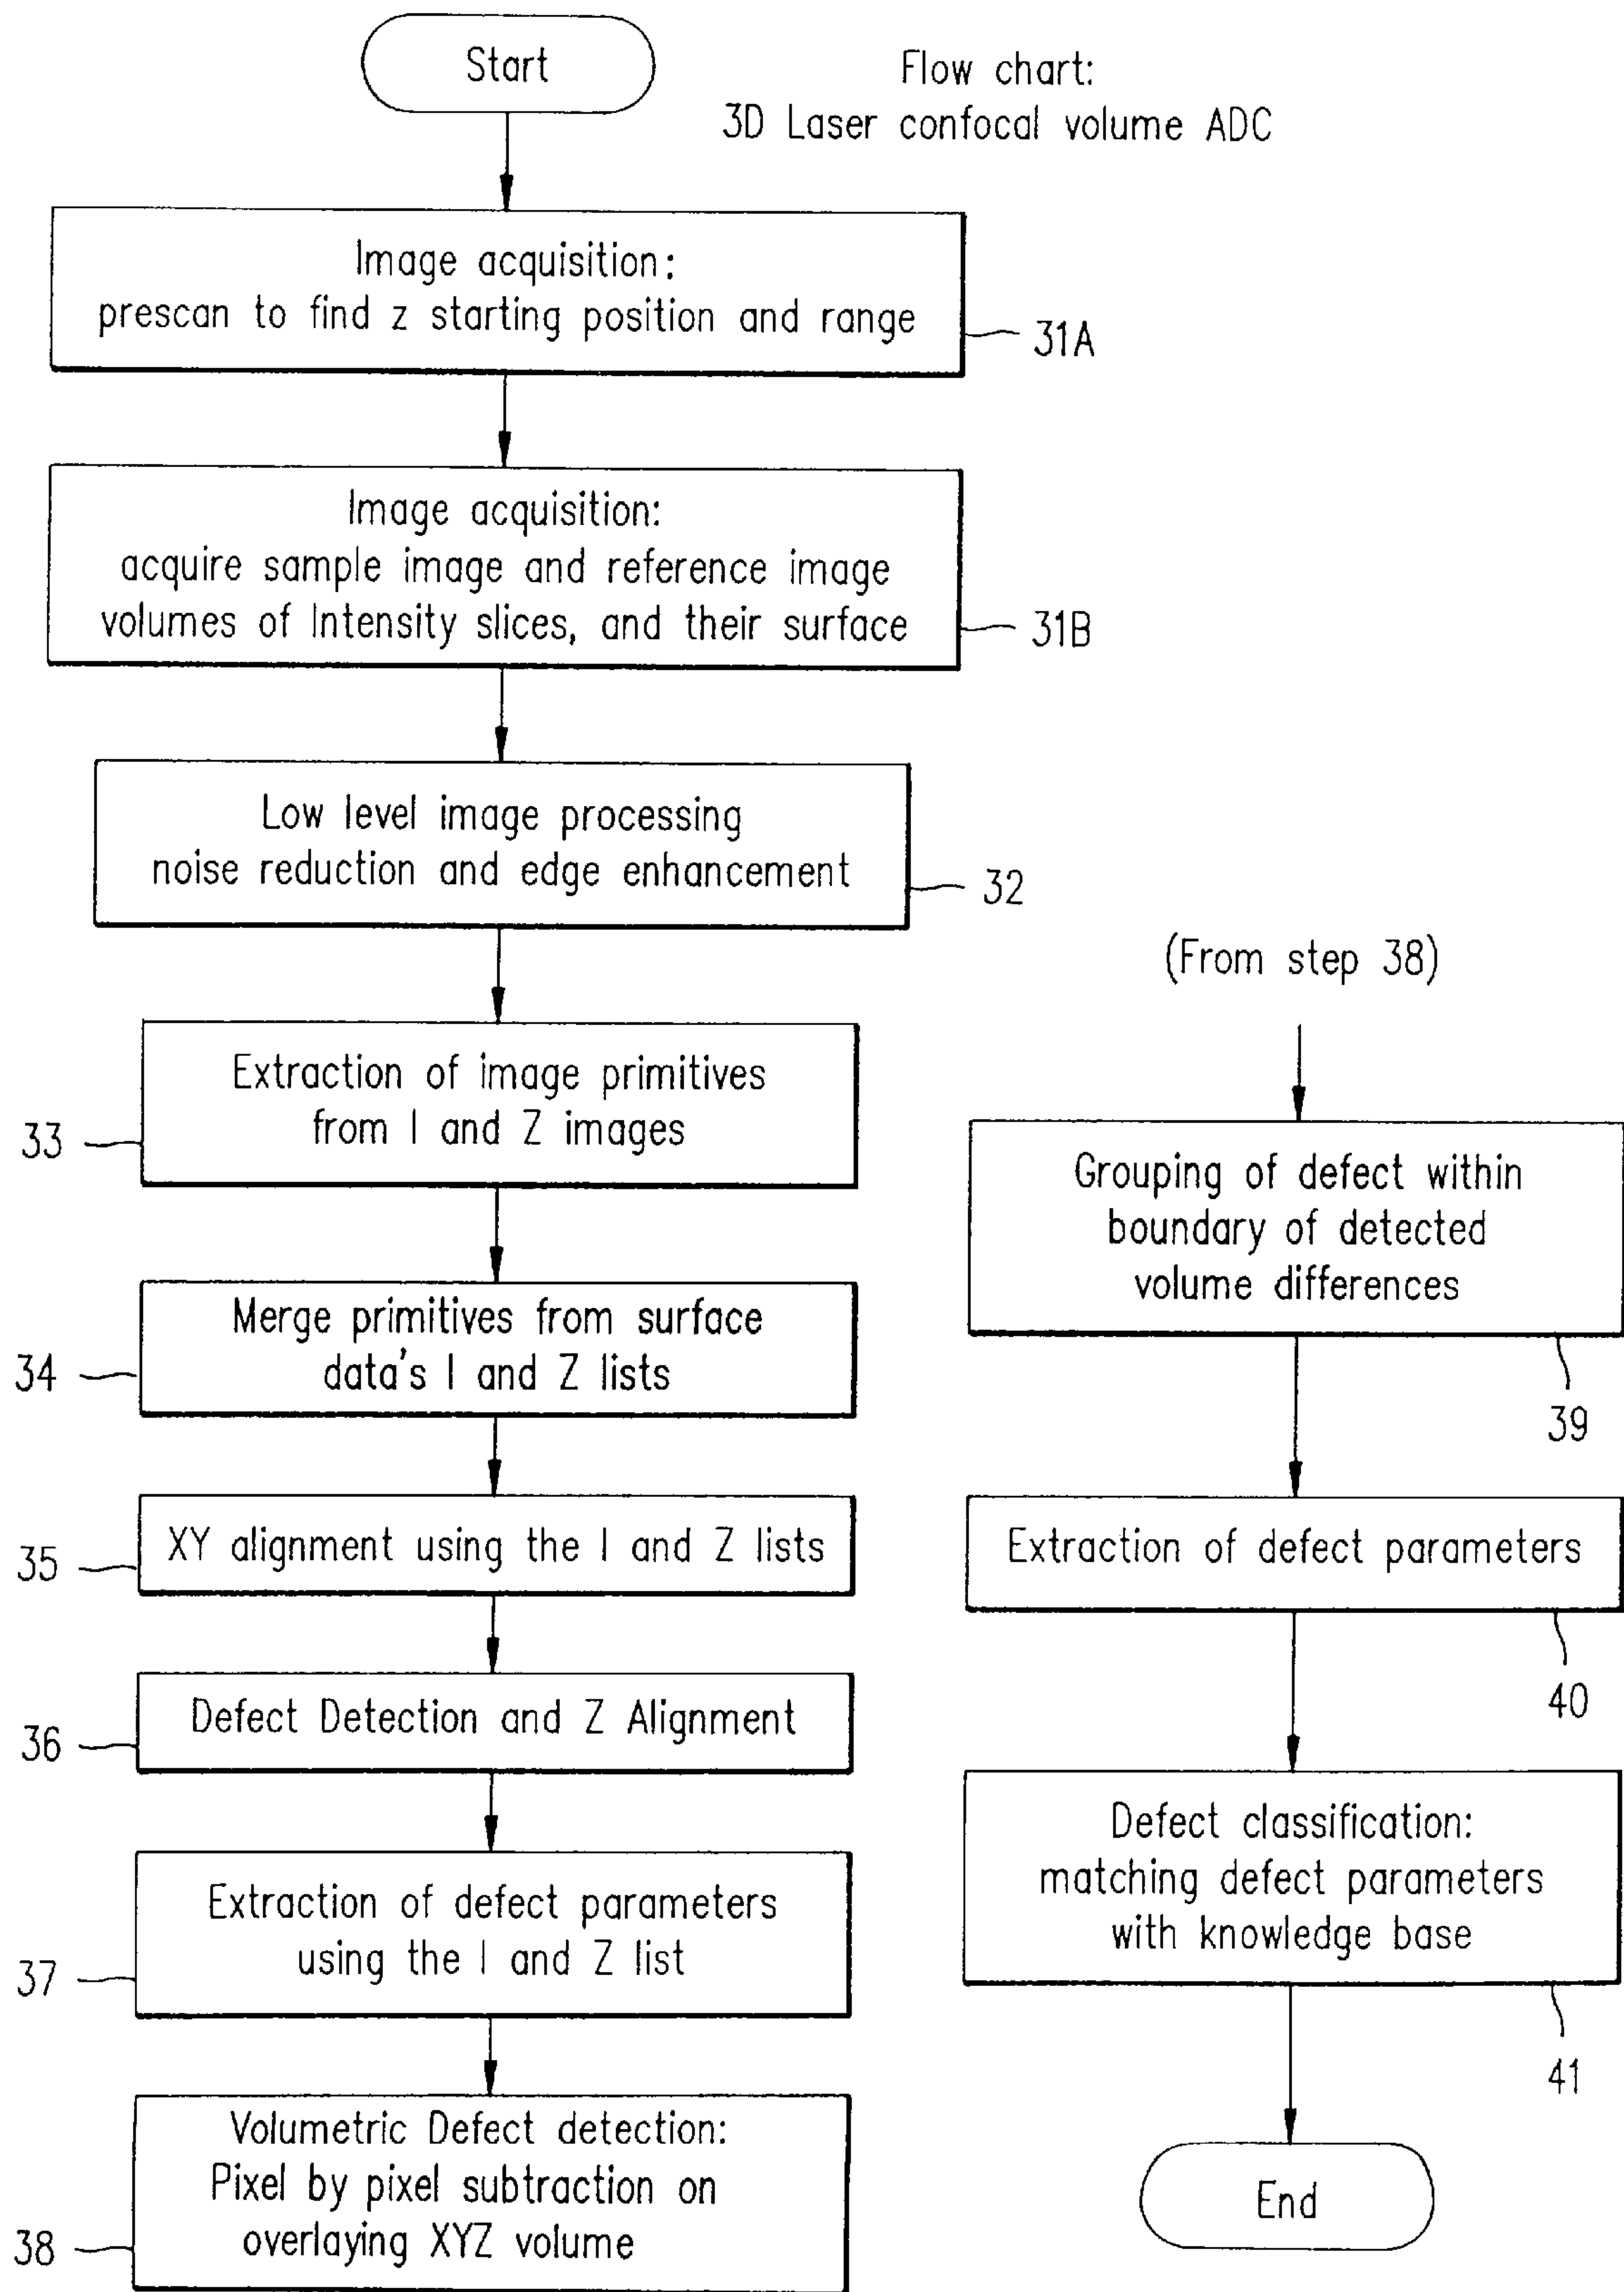 Start
Flow chart:
3D Laser confocal volume ADC
Image acquisition:
prescan to find z starting position and range
31A
Image acquisition:
acquire sample image and reference image
volumes of Intensity slices, and their surface
31B
Low level image processing
noise reduction and edge enhancement
32
Extraction of image primitives
from I and Z images
33
Merge primitives from surface
data's I and Z lists
34
XY alignment using the I and Z lists
35
Defect Detection and Z Alignment
36
Extraction of defect parameters
using the I and Z list
37
Volumetric Defect detection:
Pixel by pixel subtraction on
overlaying XYZ volume
38
(From step 38)
Grouping of defect within
boundary of detected
volume differences
39
Extraction of defect parameters
40
Defect classification:
matching defect parameters
with knowledge base
41
End